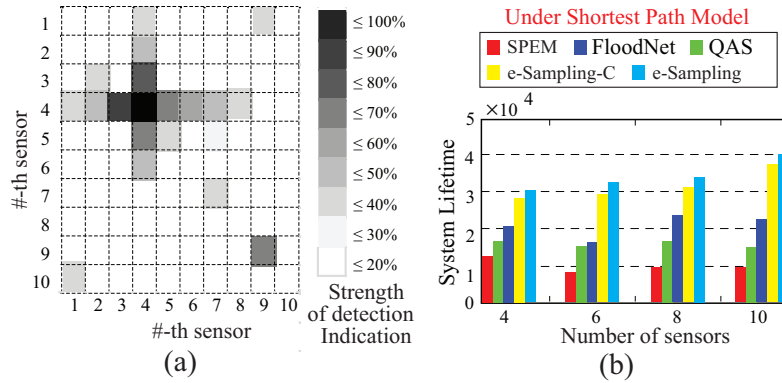 1
2
3
4
5
6
7
8
9
10
#-th sensor
1 2 3 4 5 6 7 8 9 10
#-th sensor
(a)
≤ 100%
≤ 90%
≤ 80%
≤ 70%
≤ 60%
≤ 50%
≤ 40%
≤ 30%
≤ 20%
Strength
of detection
Indication
Under Shortest Path Model
SPEM FloodNet QAS
e-Sampling-C e-Sampling
× 10 4
5
4
3
2
1
0
System Lifetime
4 6 8 10
Number of sensors
(b)